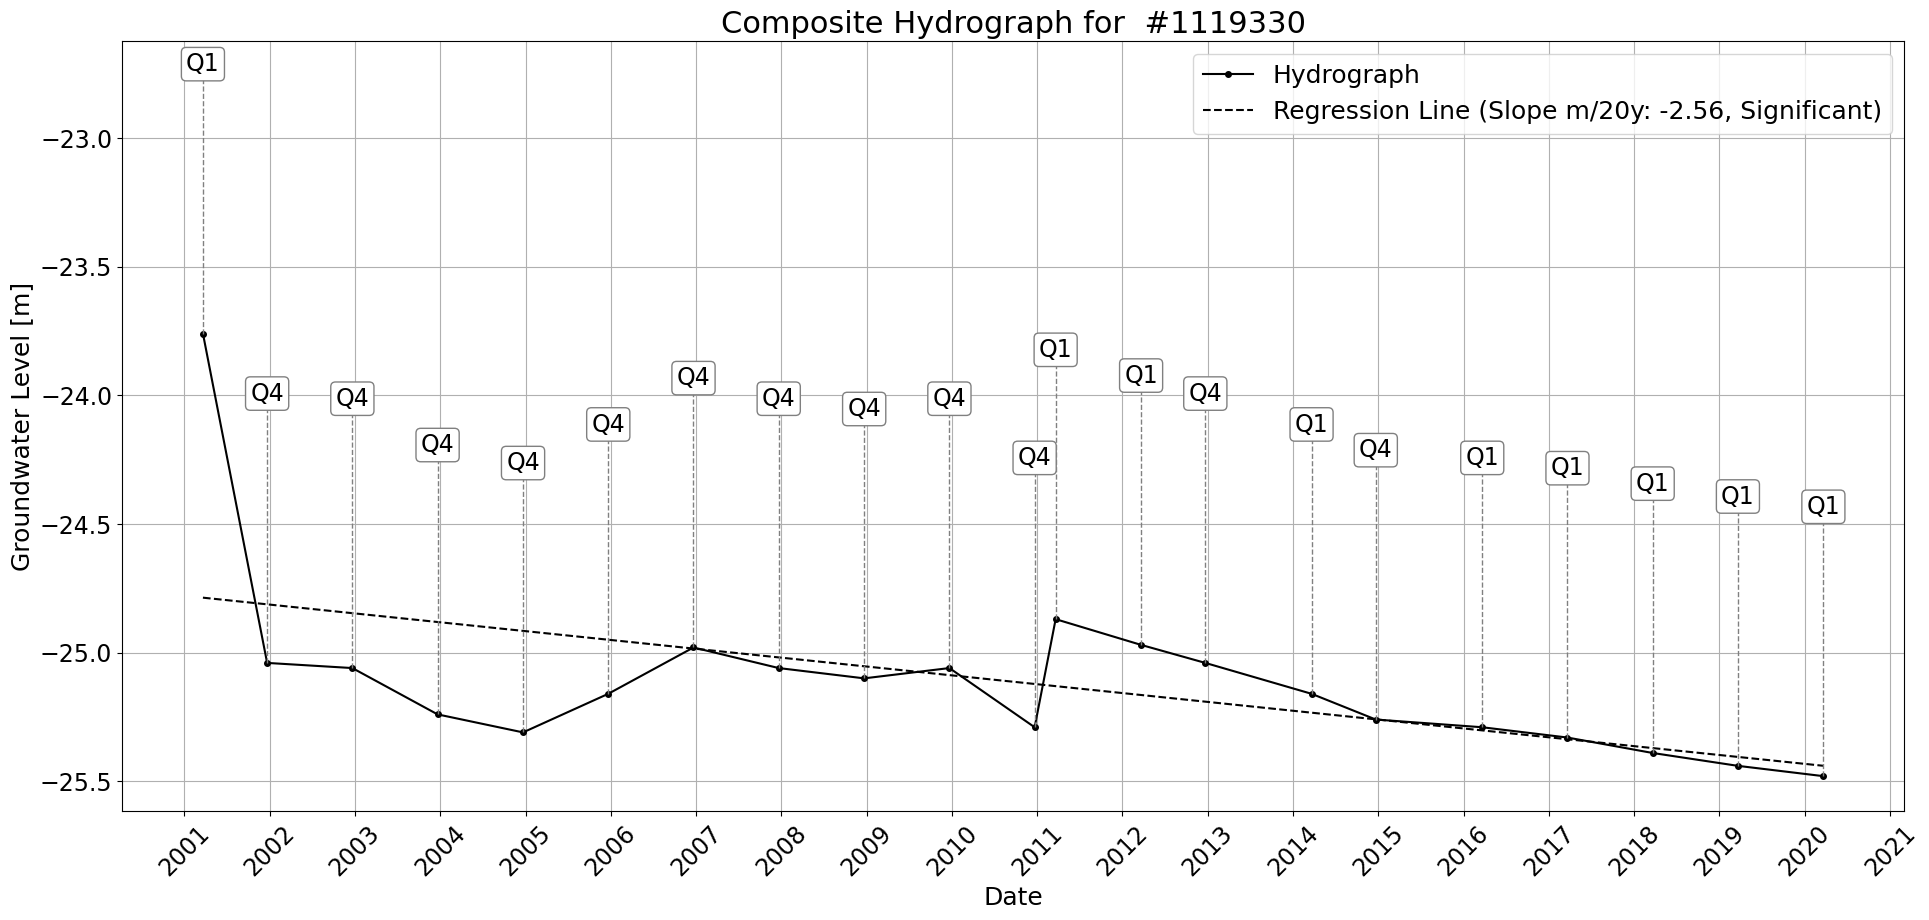 Composite Hydrograph for  #1119330
Hydrograph
Regression Line (Slope m/20y: -2.56, Significant)
Groundwater Level [m]
−23.0
−23.5
−24.0
−24.5
−25.0
−25.5
Q1
Q4
Q4
Q4
Q4
Q4
Q4
Q4
Q4
Q4
Q4
Q1
Q1
Q4
Q1
Q4
Q1
Q1
Q1
Q1
Q1
2001
2002
2003
2004
2005
2006
2007
2008
2009
2010
2011
2012
2013
2014
2015
2016
2017
2018
2019
2020
2021
Date